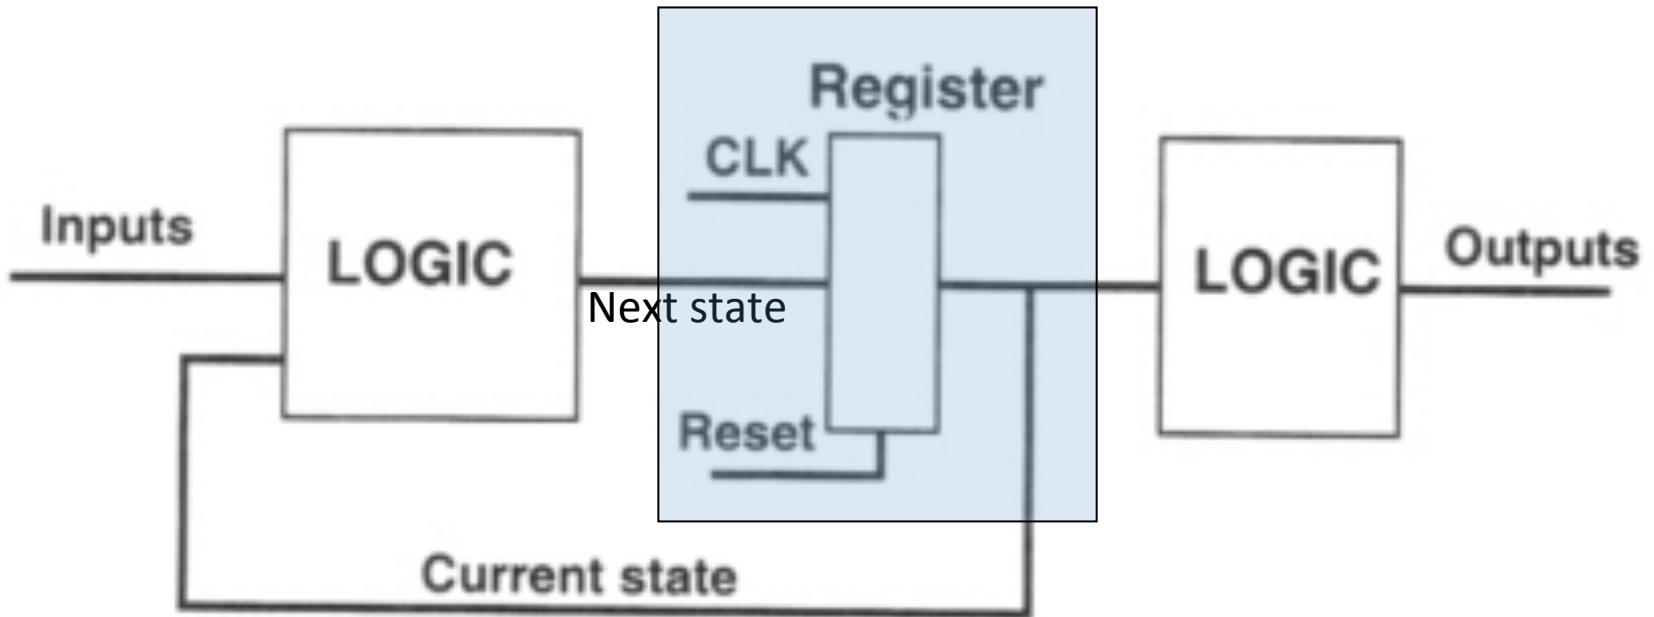 Register
CLK
Inputs
LOGIC
Next state
LOGIC
Outputs
Reset
Current state